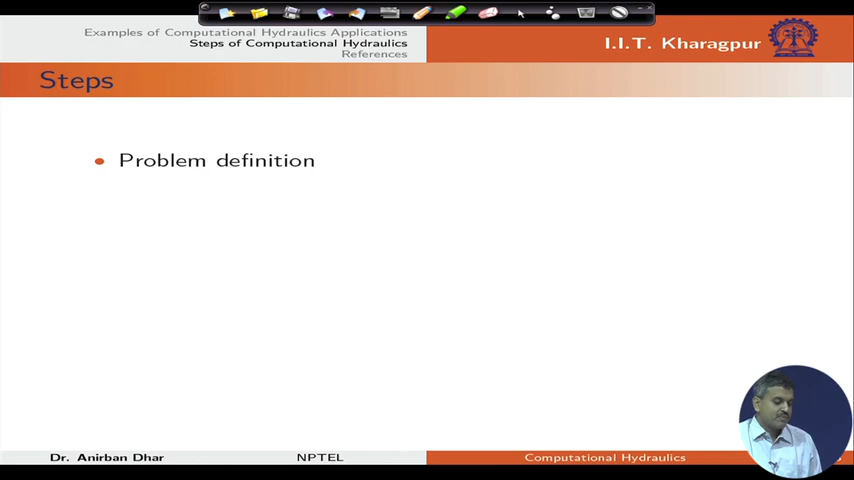 Examples of Computational Hydraulics Applications
Steps of Computational Hydraulics
References
I.I.T. Kharagpur
Steps
• Problem definition
Dr. Anirban Dhar
NPTEL
Computational Hydraulics